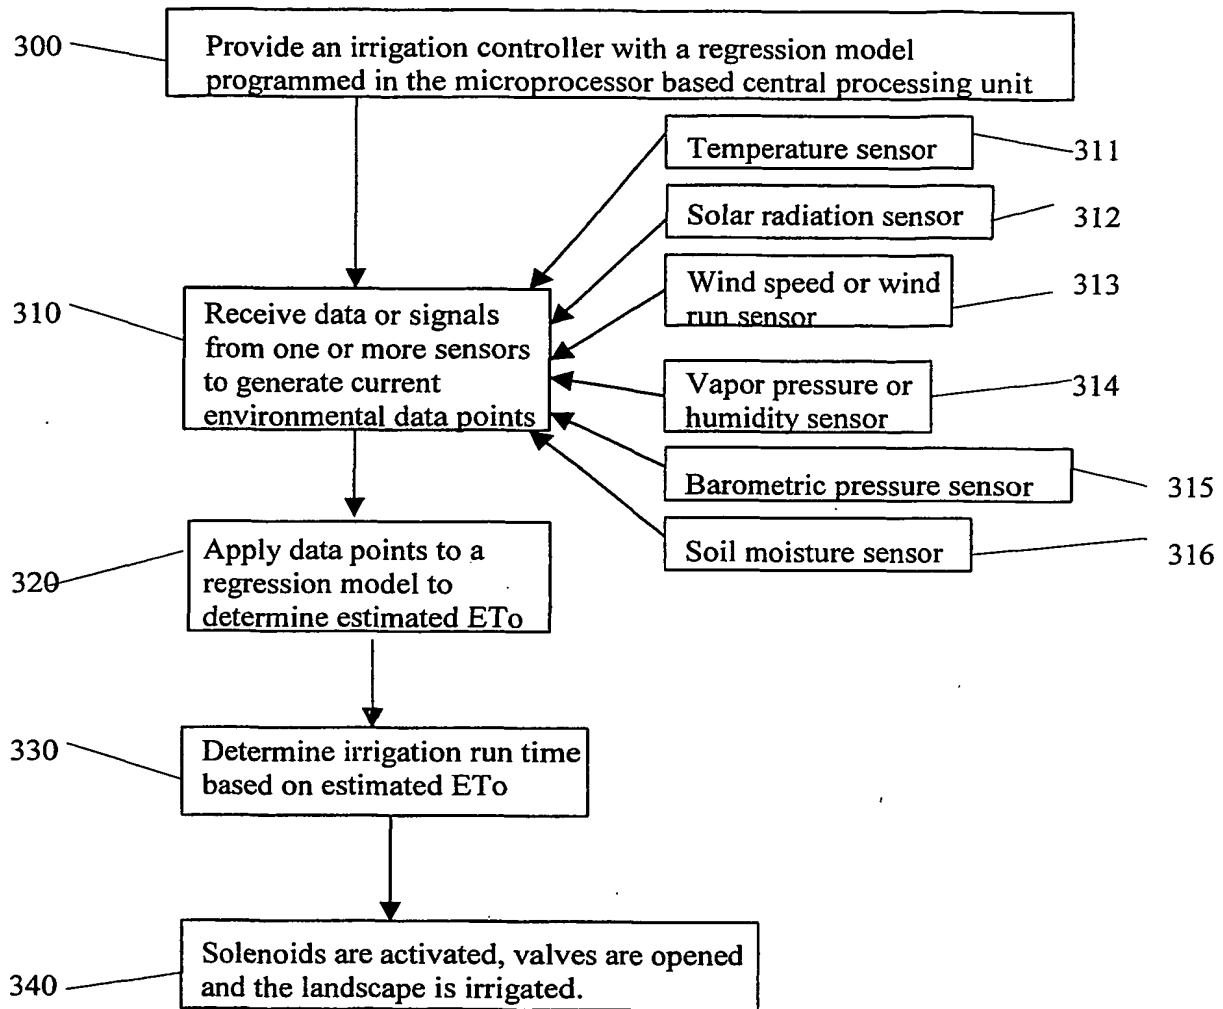 300
Provide an irrigation controller with a regression model
programmed in the microprocessor based central processing unit
Temperature sensor
311
Solar radiation sensor
312
Wind speed or wind
run sensor
313
310
Receive data or signals
from one or more sensors
to generate current
environmental data points
Vapor pressure or
humidity sensor
314
Barometric pressure sensor
315
Soil moisture sensor
316
320
Apply data points to a
regression model to
determine estimated ETo
330
Determine irrigation run time
based on estimated ETo
340
Solenoids are activated, valves are opened
and the landscape is irrigated.